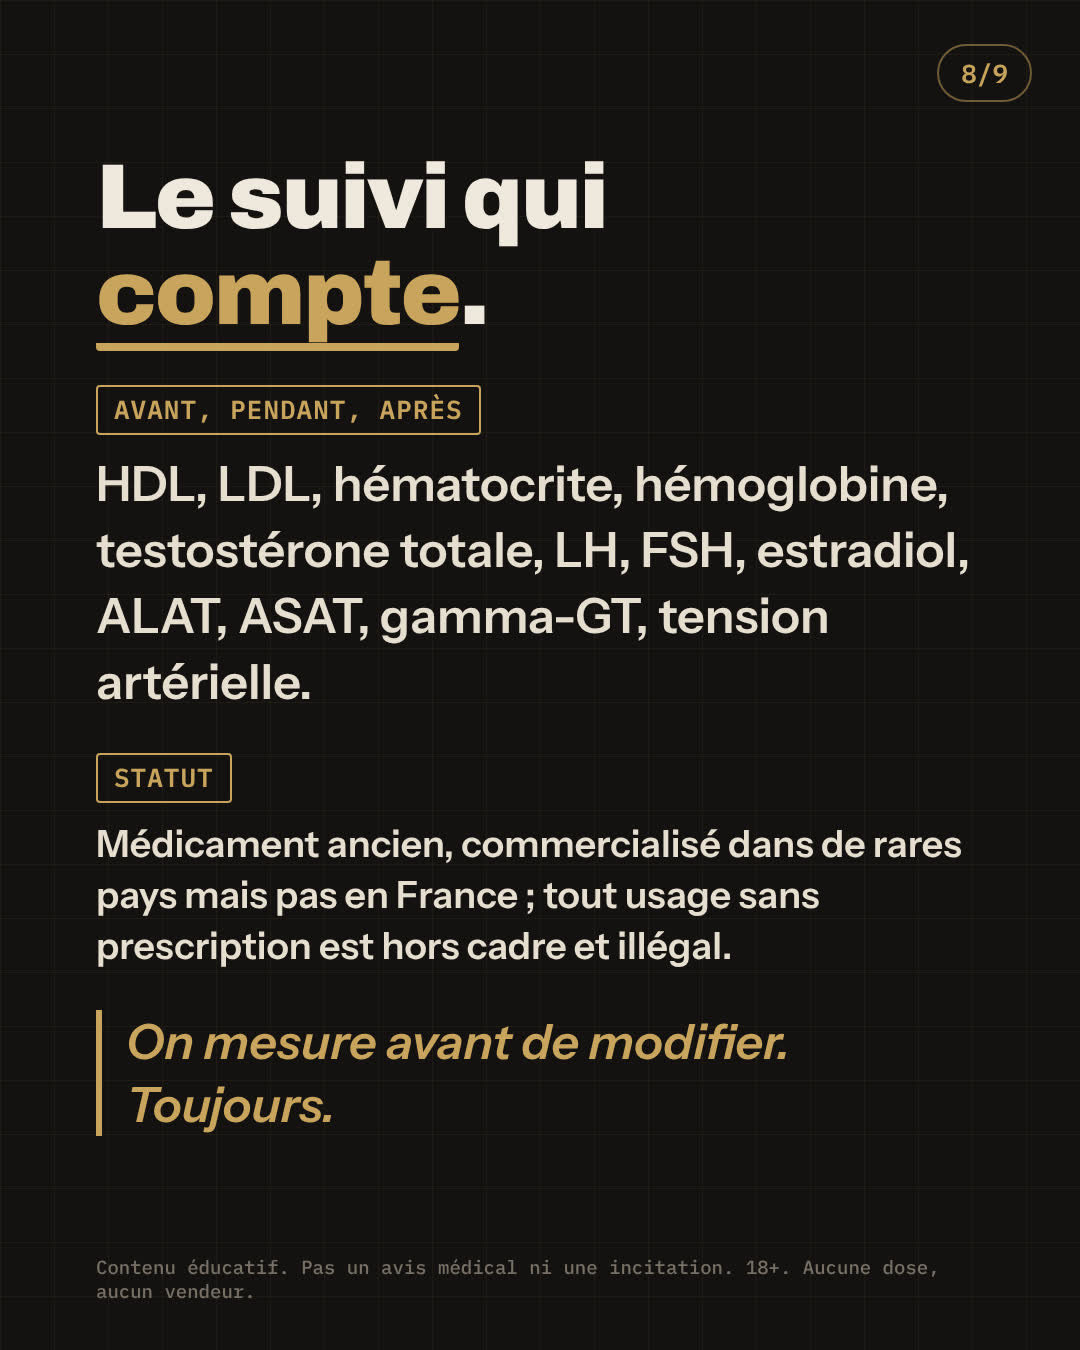 8/9
Le suivi qui
compte.
AVANT, PENDANT, APRÈS
HDL, LDL, hématocrite, hémoglobine,
testostérone totale, LH, FSH, estradiol,
ALAT, ASAT, gamma-GT, tension
artérielle.
STATUT
Médicament ancien, commercialisé dans de rares
pays mais pas en France ; tout usage sans
prescription est hors cadre et illégal.
On mesure avant de modifier.
Toujours.
Contenu éducatif. Pas un avis médical ni une incitation. 18+. Aucune dose,
aucun vendeur.